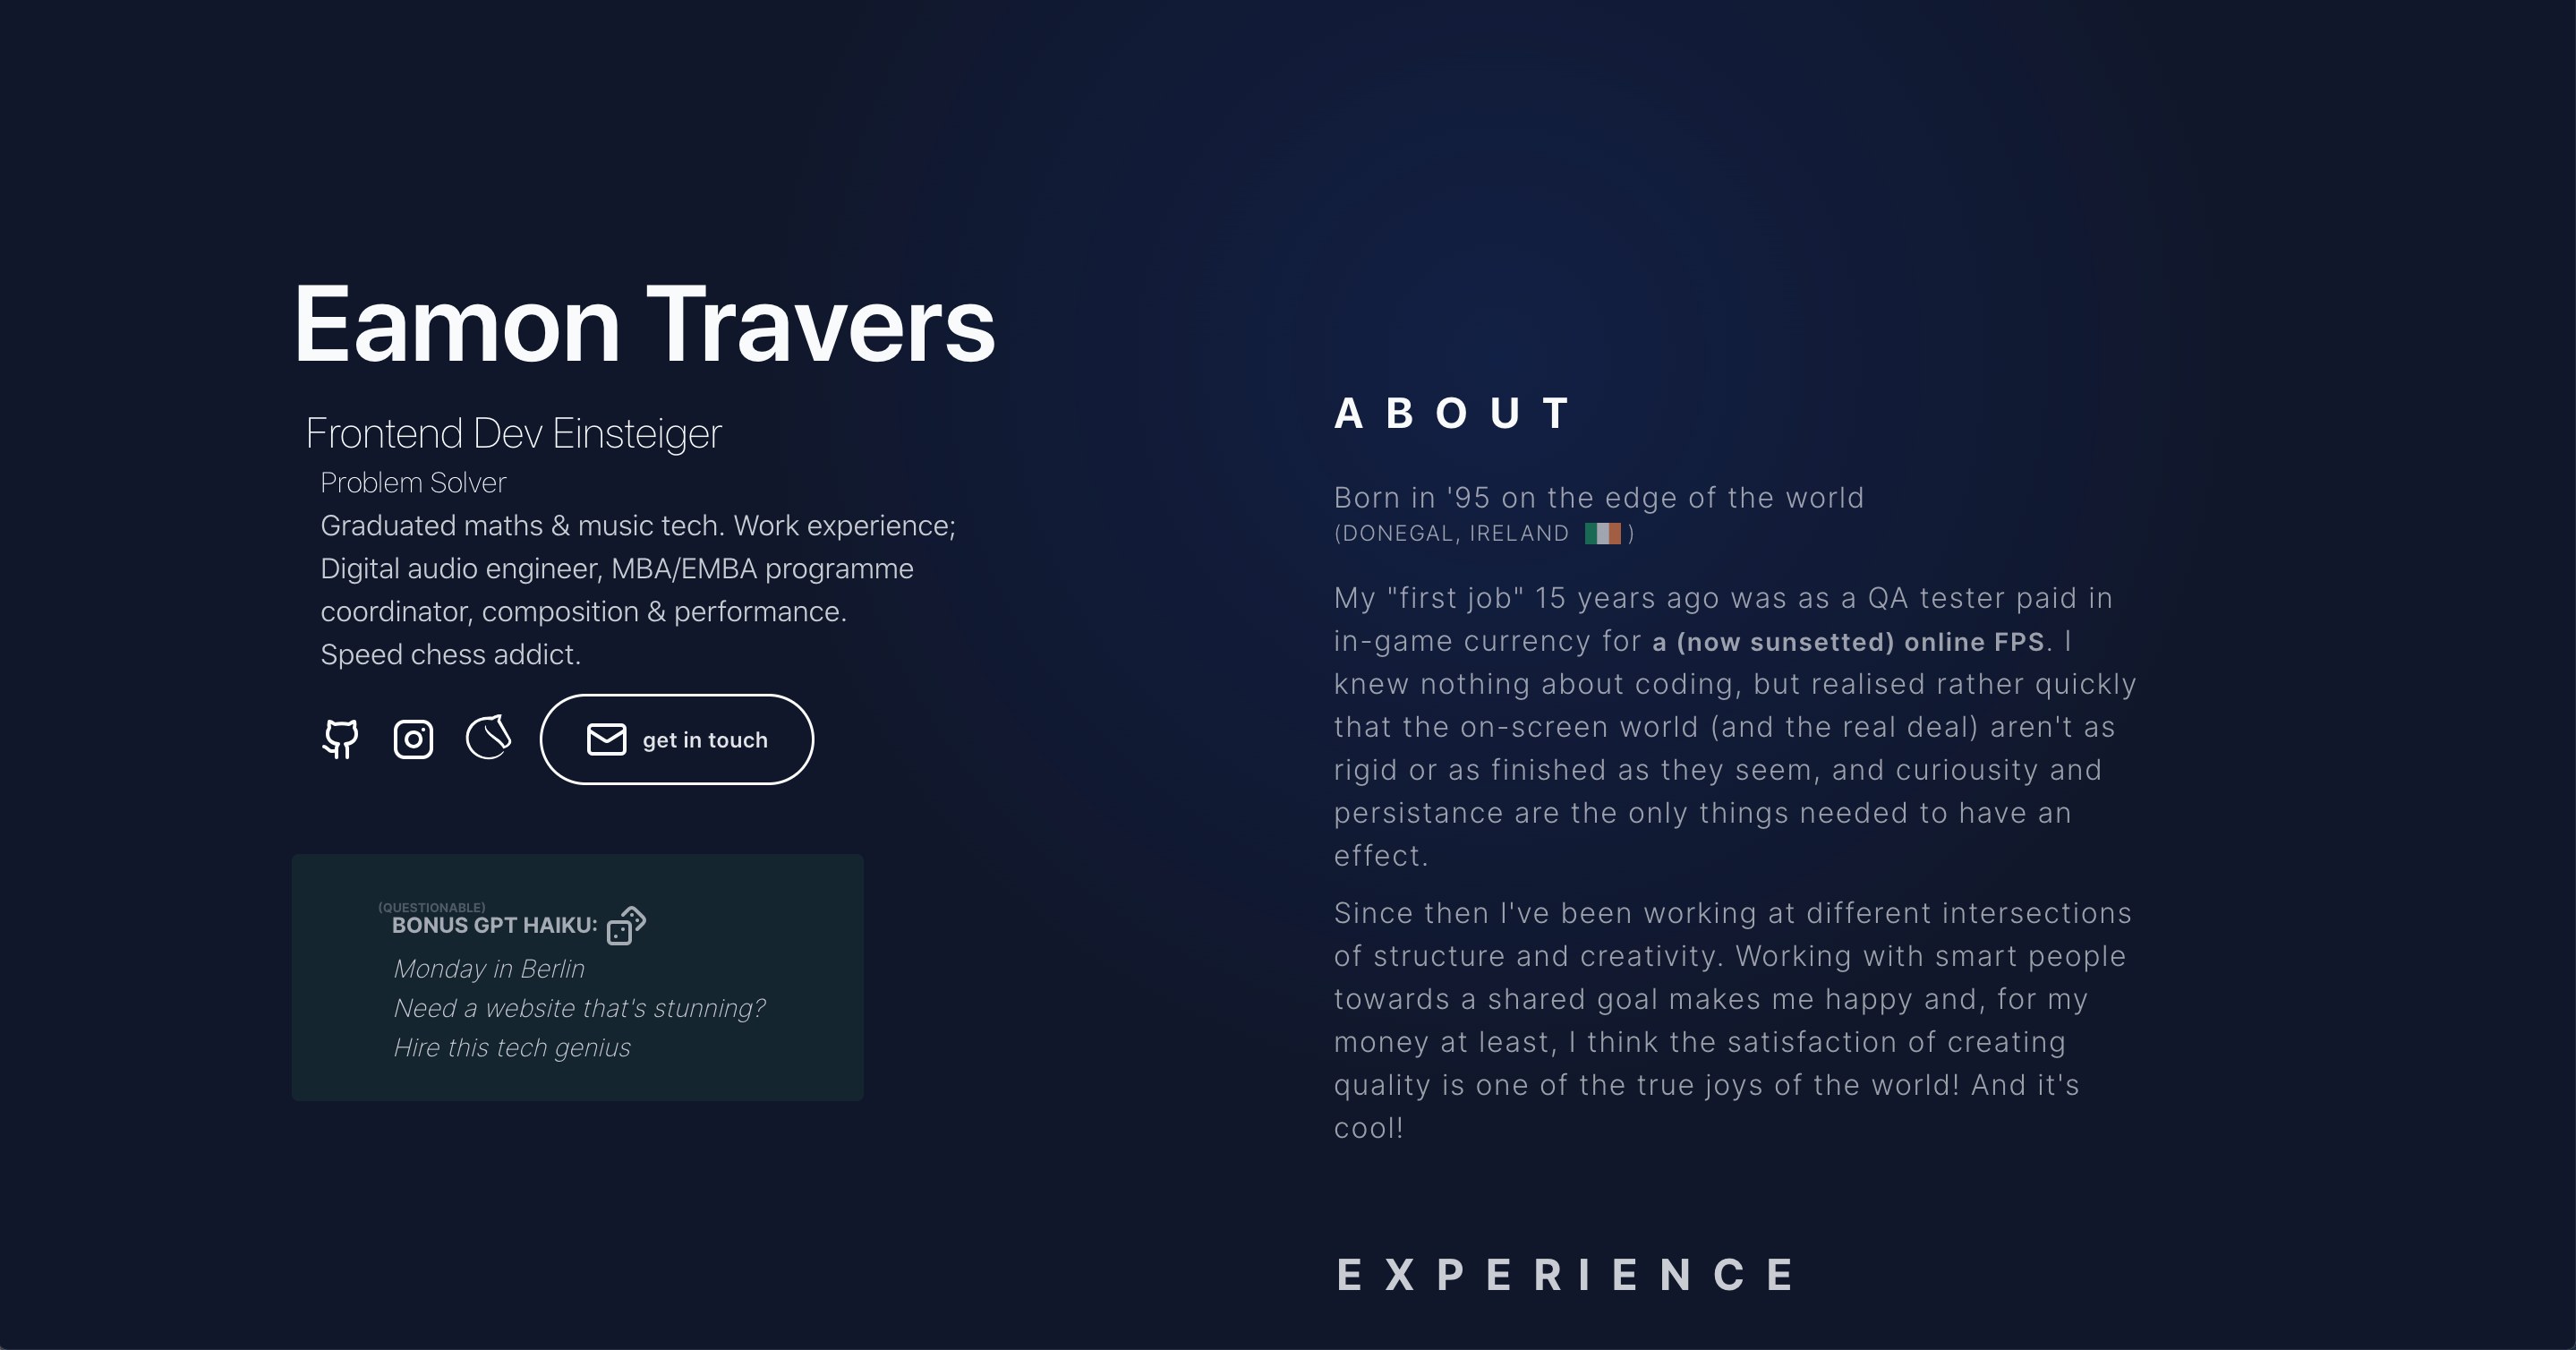 Eamon Travers
Frontend Dev Einsteiger
Problem Solver
Graduated maths & music tech. Work experience;
Digital audio engineer, MBA/EMBA programme
coordinator, composition & performance.
Speed chess addict.
get in touch
(QUESTIONABLE)
BONUS GPT HAIKU:
Monday in Berlin
Need a website that's stunning?
Hire this tech genius
ABOUT
Born in '95 on the edge of the world
(DONEGAL, IRELAND )
My "first job" 15 years ago was as a QA tester paid in
in-game currency for a (now sunsetted) online FPS. I
knew nothing about coding, but realised rather quickly
that the on-screen world (and the real deal) aren't as
rigid or as finished as they seem, and curiousity and
persistance are the only things needed to have an
effect.
Since then I've been working at different intersections
of structure and creativity. Working with smart people
towards a shared goal makes me happy and, for my
money at least, I think the satisfaction of creating
quality is one of the true joys of the world! And it's
cool!
EXPERIENCE